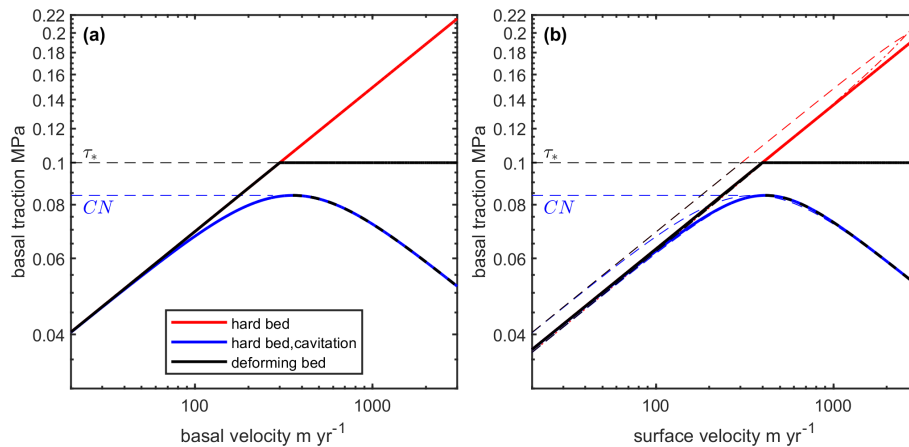 (a)
0.22
0.2
0.18
0.16
0.14
0.12
0.1
0.08
0.06
0.04
basal traction MPa
τ*
CN
hard bed
hard bed,cavitation
deforming bed
100
1000
basal velocity m yr-1
(b)
0.22
0.2
0.18
0.16
0.14
0.12
0.1
0.08
0.06
0.04
basal traction MPa
τ*
CN
100
1000
surface velocity m yr-1